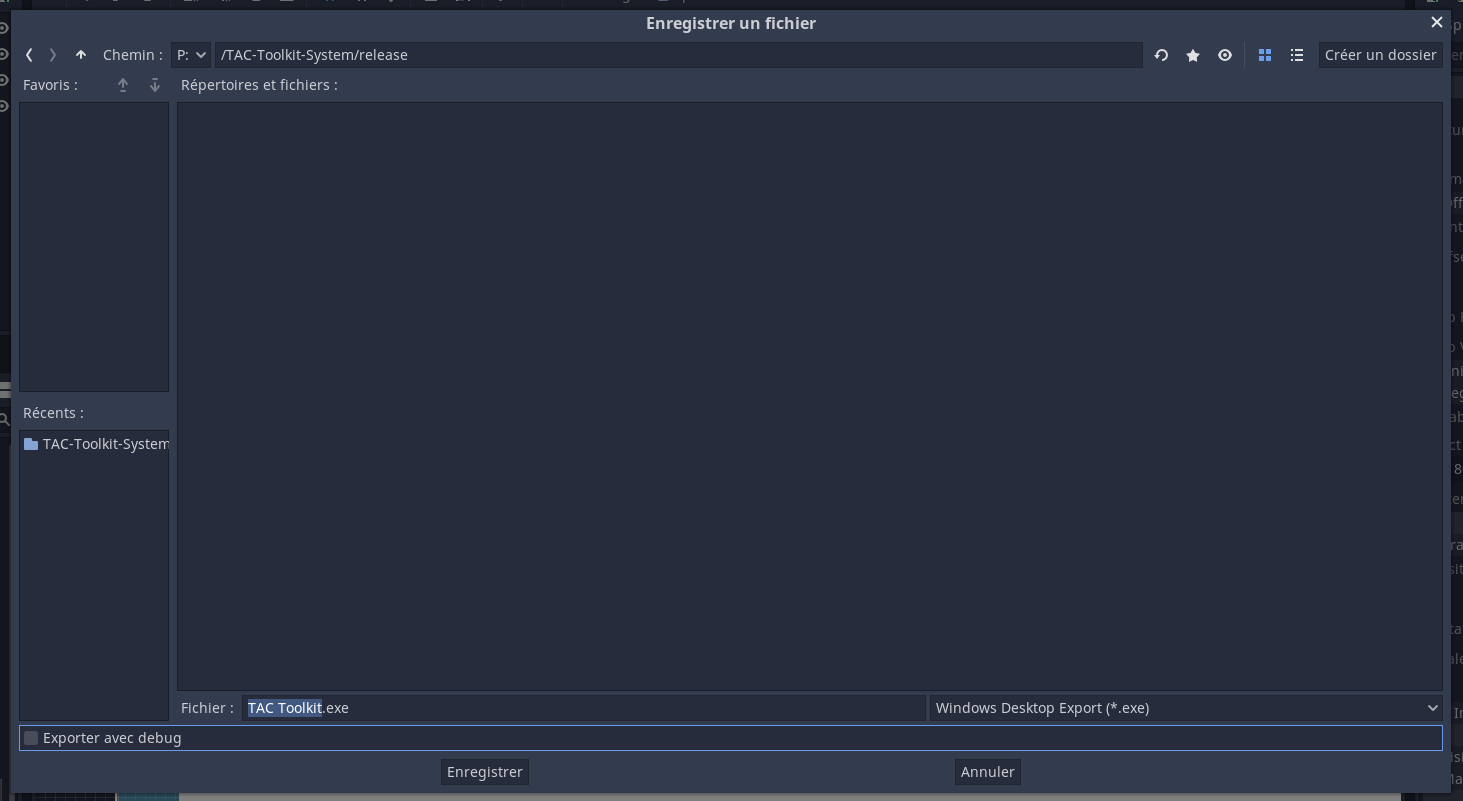 Enregistrer un fichier
Chemin : P: /TAC-Toolkit-System/release Créer un dossier
Favoris : Répertoires et fichiers :
Récents :
TAC-Toolkit-System
Fichier : TAC Toolkit.exe Windows Desktop Export (*.exe)
Exporter avec debug
Enregistrer Annuler